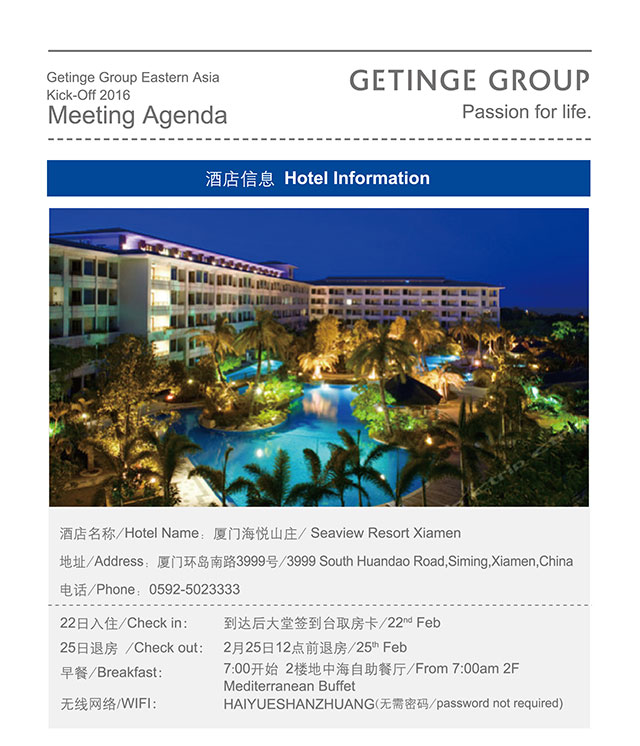 Getinge Group Eastern Asia
Kick-Off 2016
Meeting Agenda
GETINGE GROUP
Passion for life.
酒店信息 Hotel Information
酒店名称/Hotel Name：厦门海悦山庄/ Seaview Resort Xiamen
地址/Address：厦门环岛南路3999号/3999 South Huandao Road,Siming,Xiamen,China
电话/Phone：0592-5023333
22日入住/Check in： 到达后大堂签到台取房卡/22nd Feb
25日退房 /Check out： 2月25日12点前退房/25th Feb
早餐/Breakfast： 7:00开始 2楼地中海自助餐厅/From 7:00am 2F
Mediterranean Buffet
无线网络/WIFI： HAIYUESHANZHUANG(无需密码/password not required)